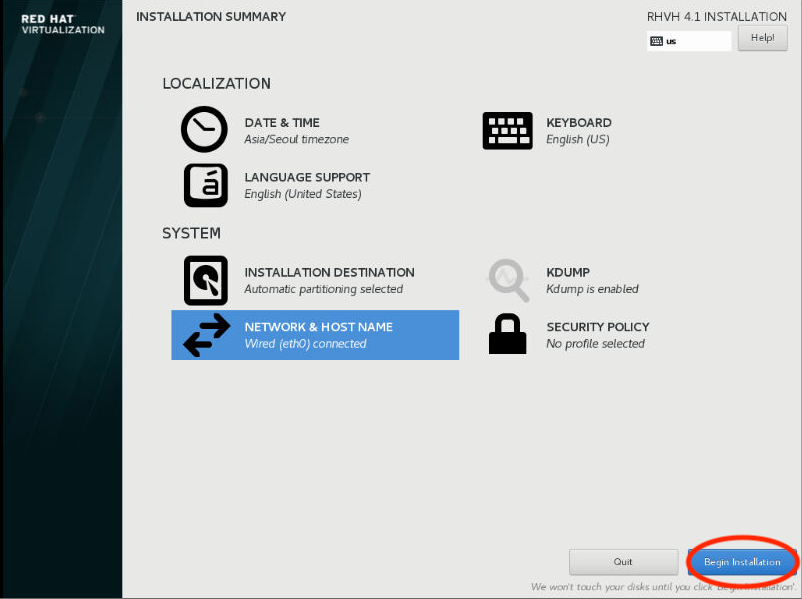 RED HAT
VIRTUALIZATION
INSTALLATION SUMMARY
RHVH 4.1 INSTALLATION
us
Help!
LOCALIZATION
DATE & TIME
Asia/Seoul timezone
KEYBOARD
English (US)
LANGUAGE SUPPORT
English (United States)
SYSTEM
INSTALLATION DESTINATION
Automatic partitioning selected
KDUMP
Kdump is enabled
NETWORK & HOST NAME
Wired (eth0) connected
SECURITY POLICY
No profile selected
Quit
Begin Installation
We won't touch your disks until you click 'Begin Installation'.